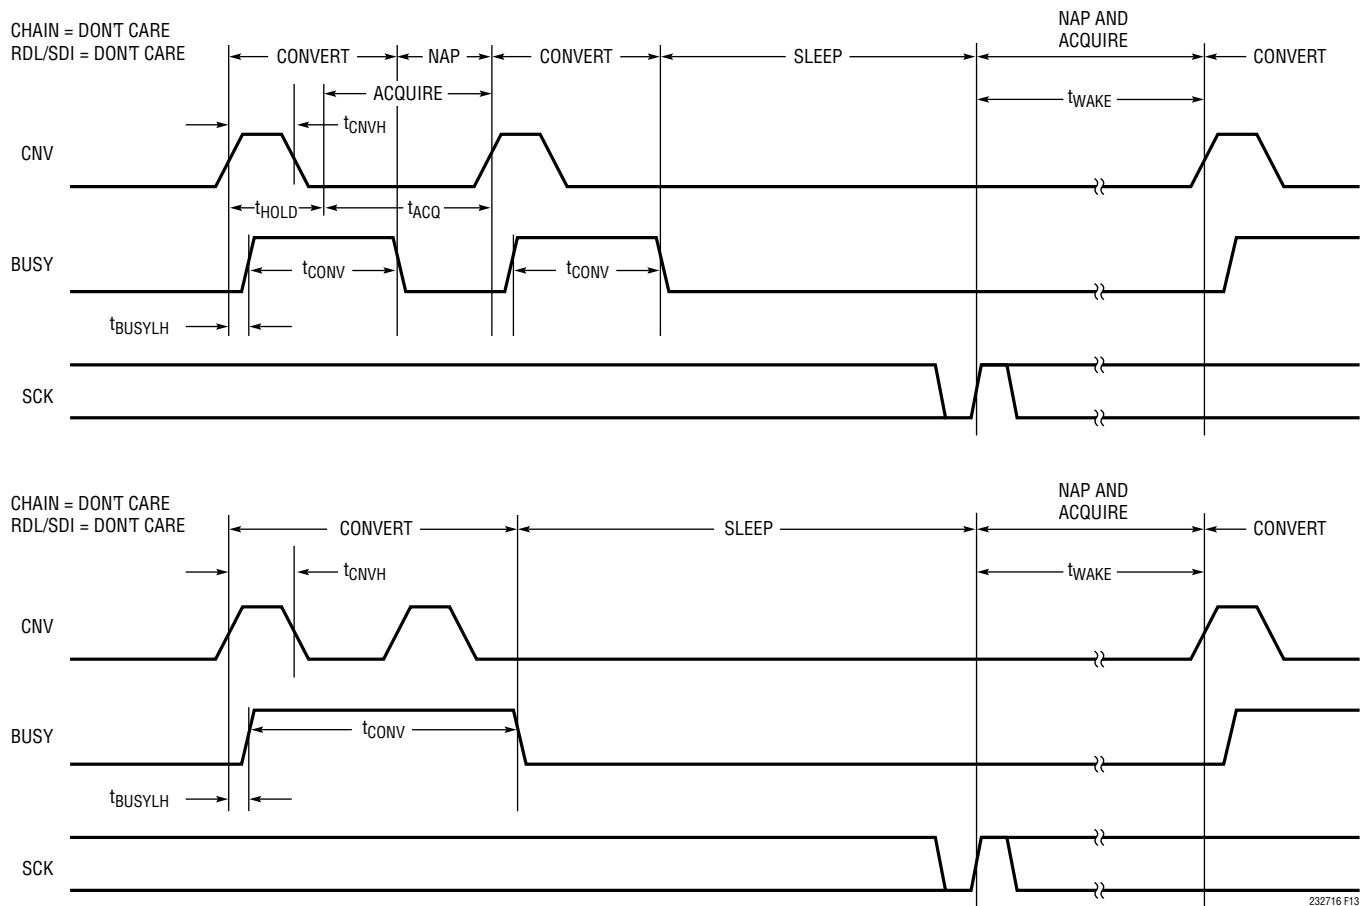 CHAIN = DON'T CARE
RDL/SDI = DON'T CARE
NAP AND
ACQUIRE
CONVERT
NAP
CONVERT
SLEEP
CONVERT
ACQUIRE
tWAKE
tCNVH
CNV
tHOLD
tACQ
BUSY
tCONV
tCONV
tBUSYLH
SCK
CHAIN = DON'T CARE
RDL/SDI = DON'T CARE
NAP AND
ACQUIRE
CONVERT
SLEEP
CONVERT
tCNVH
tWAKE
CNV
BUSY
tCONV
tBUSYLH
SCK
232716 F13